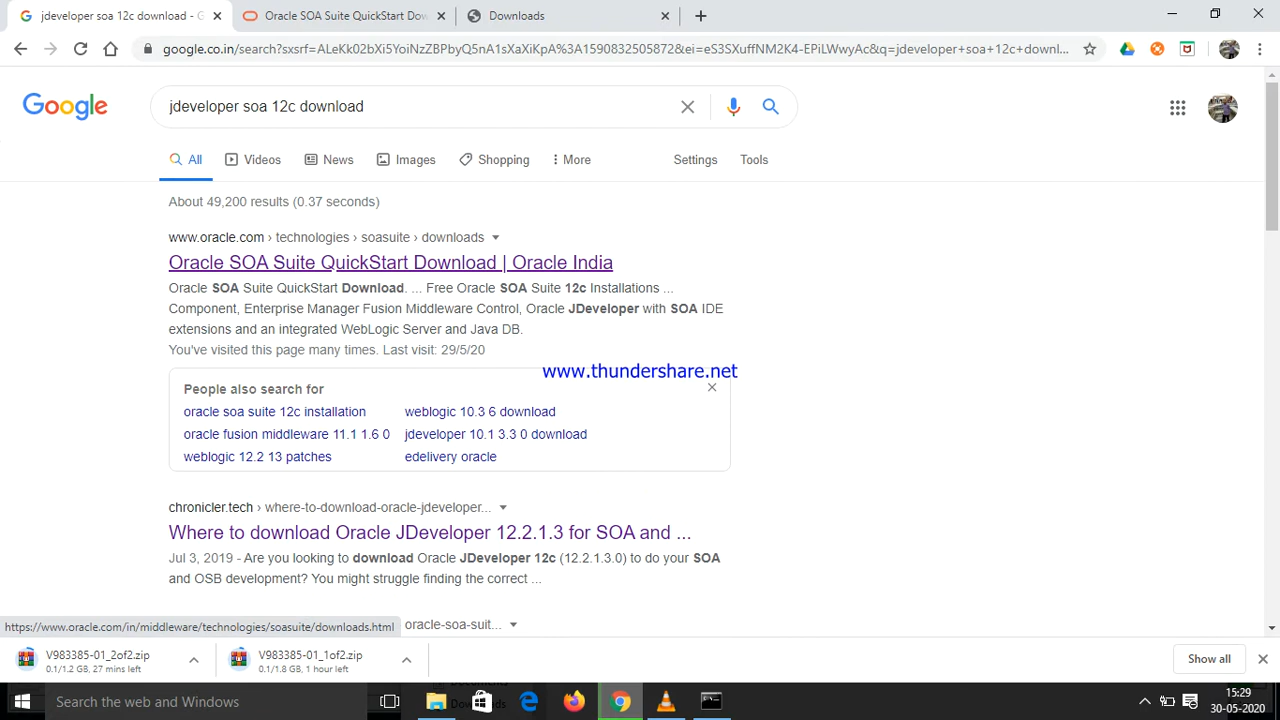 jdeveloper soa 12c download - G
Oracle SOA Suite QuickStart Dow
Downloads
google.co.in/search?sxsrf=ALeKk02bXi5YoiNzZBPbyQ5nA1sXaXiKpA%3A1590832505872&ei=eS3SXuffNM2K4-EPiLWwyAc&q=jdeveloper+soa+12c+downl...
Google
jdeveloper soa 12c download
All
Videos
News
Images
Shopping
More
Settings
Tools
About 49,200 results (0.37 seconds)
www.oracle.com › technologies › soasuite › downloads
Oracle SOA Suite QuickStart Download | Oracle India
Oracle SOA Suite QuickStart Download. ... Free Oracle SOA Suite 12c Installations ...
Component, Enterprise Manager Fusion Middleware Control, Oracle JDeveloper with SOA IDE
extensions and an integrated WebLogic Server and Java DB.
You've visited this page many times. Last visit: 29/5/20
www.thundershare.net
People also search for
oracle soa suite 12c installation
weblogic 10.3 6 download
oracle fusion middleware 11.1 1.6 0
jdeveloper 10.1 3.3 0 download
weblogic 12.2 13 patches
edelivery oracle
chronicler.tech › where-to-download-oracle-jdeveloper...
Where to download Oracle JDeveloper 12.2.1.3 for SOA and ...
Jul 3, 2019 - Are you looking to download Oracle JDeveloper 12c (12.2.1.3.0) to do your SOA
and OSB development? You might struggle finding the correct ...
https://www.oracle.com/in/middleware/technologies/soasuite/downloads.html
oracle-soa-suit...
V983385-01_2of2.zip
0.1/1.2 GB, 27 mins left
V983385-01_1of2.zip
0.1/1.8 GB, 1 hour left
Show all
Search the web and Windows
Downloads
15:29
30-05-2020